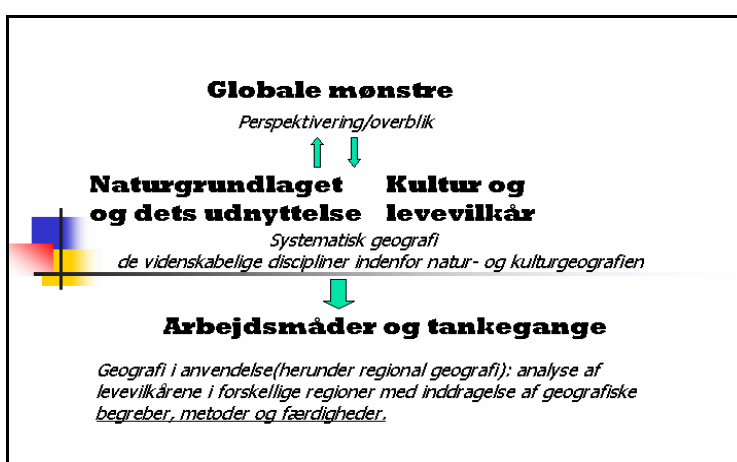 Globale mønstre
Perspektivering/overblik
Naturgrundlaget og dets udnyttelse
Kultur og levevilkår
Systematisk geografi
de videnskabelige discipliner indenfor natur- og kulturgeografien
Arbejdsmåder og tankegange
Geografi i anvendelse(herunder regional geografi): analyse af
levevilkårene i forskellige regioner med inddragelse af geografiske
begreber, metoder og færdigheder.